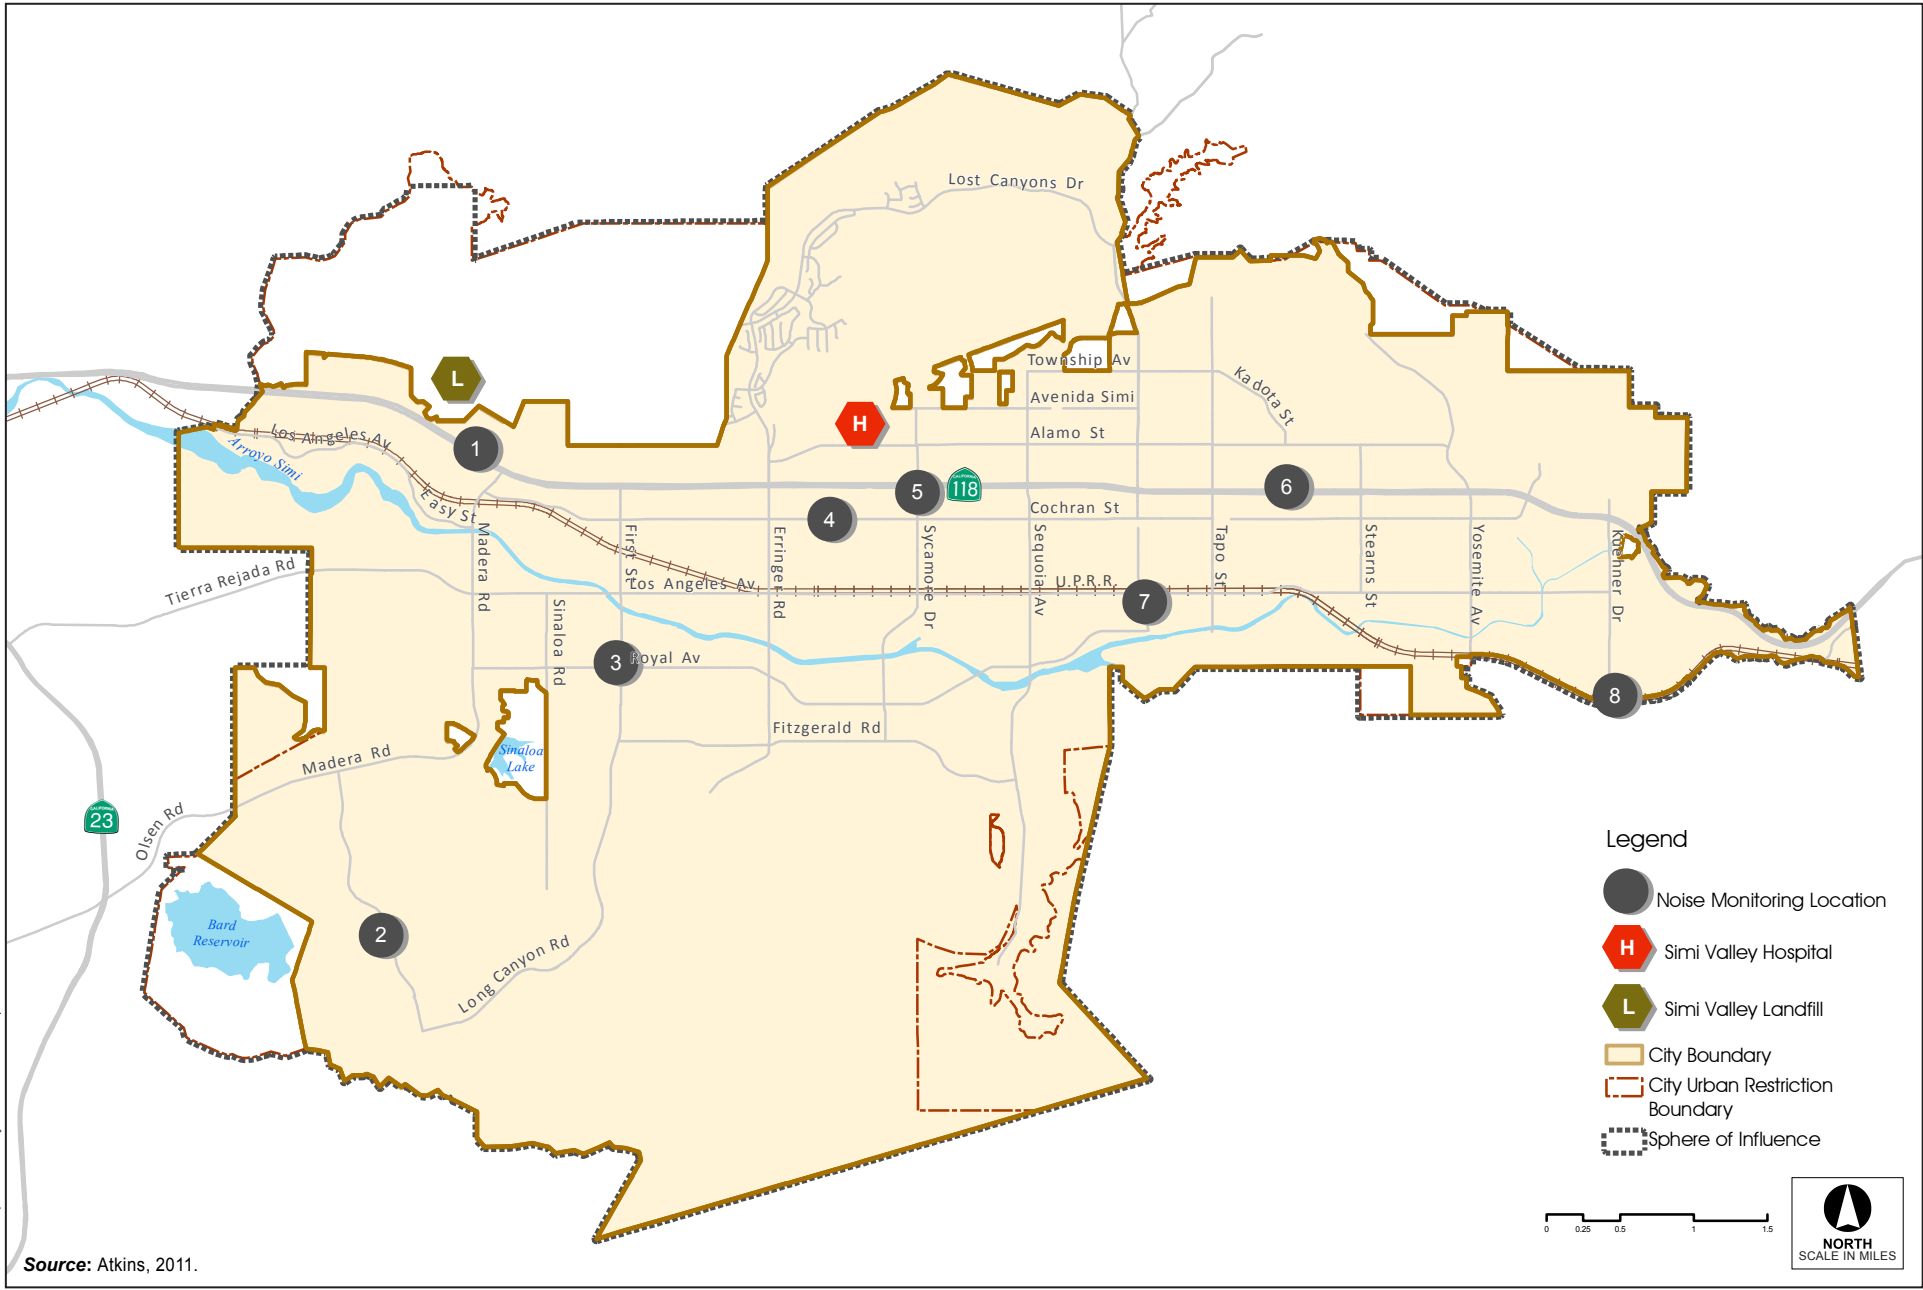 Lost Canyons Dr
Township Av
Kadota St
L
Avenida Simi
H
Alamo St
Los Angeles Av
Arroyo Simi
1
Easy St
5
CALIFORNIA
118
6
4
Cochran St
Madera Rd
First St
Erringer Rd
Sycamore Dr
Sequoia Av
Tapo St
Stearns St
Yosemite Av
Kuehner Dr
Tierra Rejada Rd
Los Angeles Av
U.P.R.R.
7
Sinaloa Rd
3
Royal Av
8
Fitzgerald Rd
Madera Rd
Sinaloa
Lake
CALIFORNIA
23
Olsen Rd
Bard
Reservoir
2
Long Canyon Rd
Legend
Noise Monitoring Location
H
Simi Valley Hospital
L
Simi Valley Landfill
City Boundary
City Urban Restriction
Boundary
Sphere of Influence
0 0.25 0.5 1 1.5
NORTH
SCALE IN MILES
Source: Atkins, 2011.